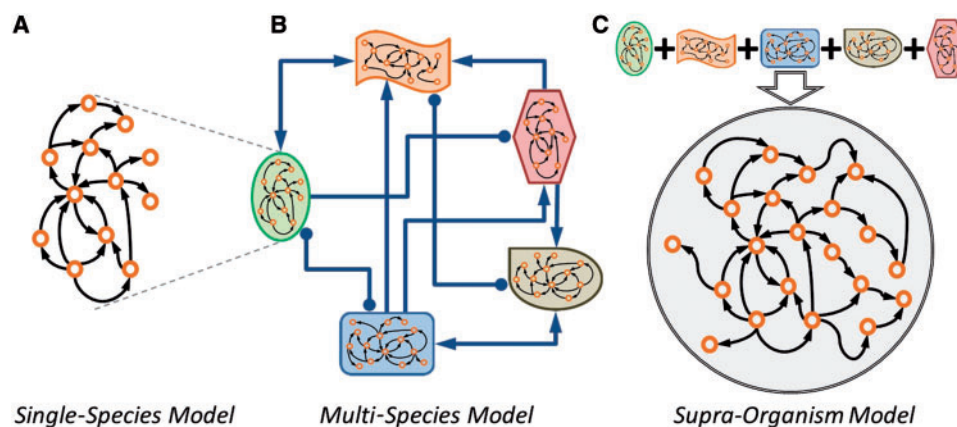 A
B
C
Single-Species Model
Multi-Species Model
Supra-Organism Model